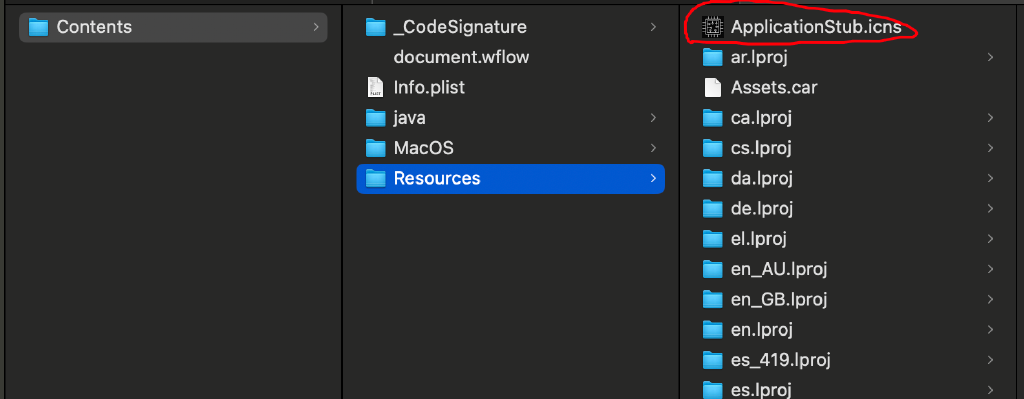 Contents
_CodeSignature
document.wflow
Info.plist
java
MacOS
Resources
ApplicationStub.icns
ar.lproj
Assets.car
ca.lproj
cs.lproj
da.lproj
de.lproj
el.lproj
en_AU.lproj
en_GB.lproj
en.lproj
es_419.lproj
es.lproj